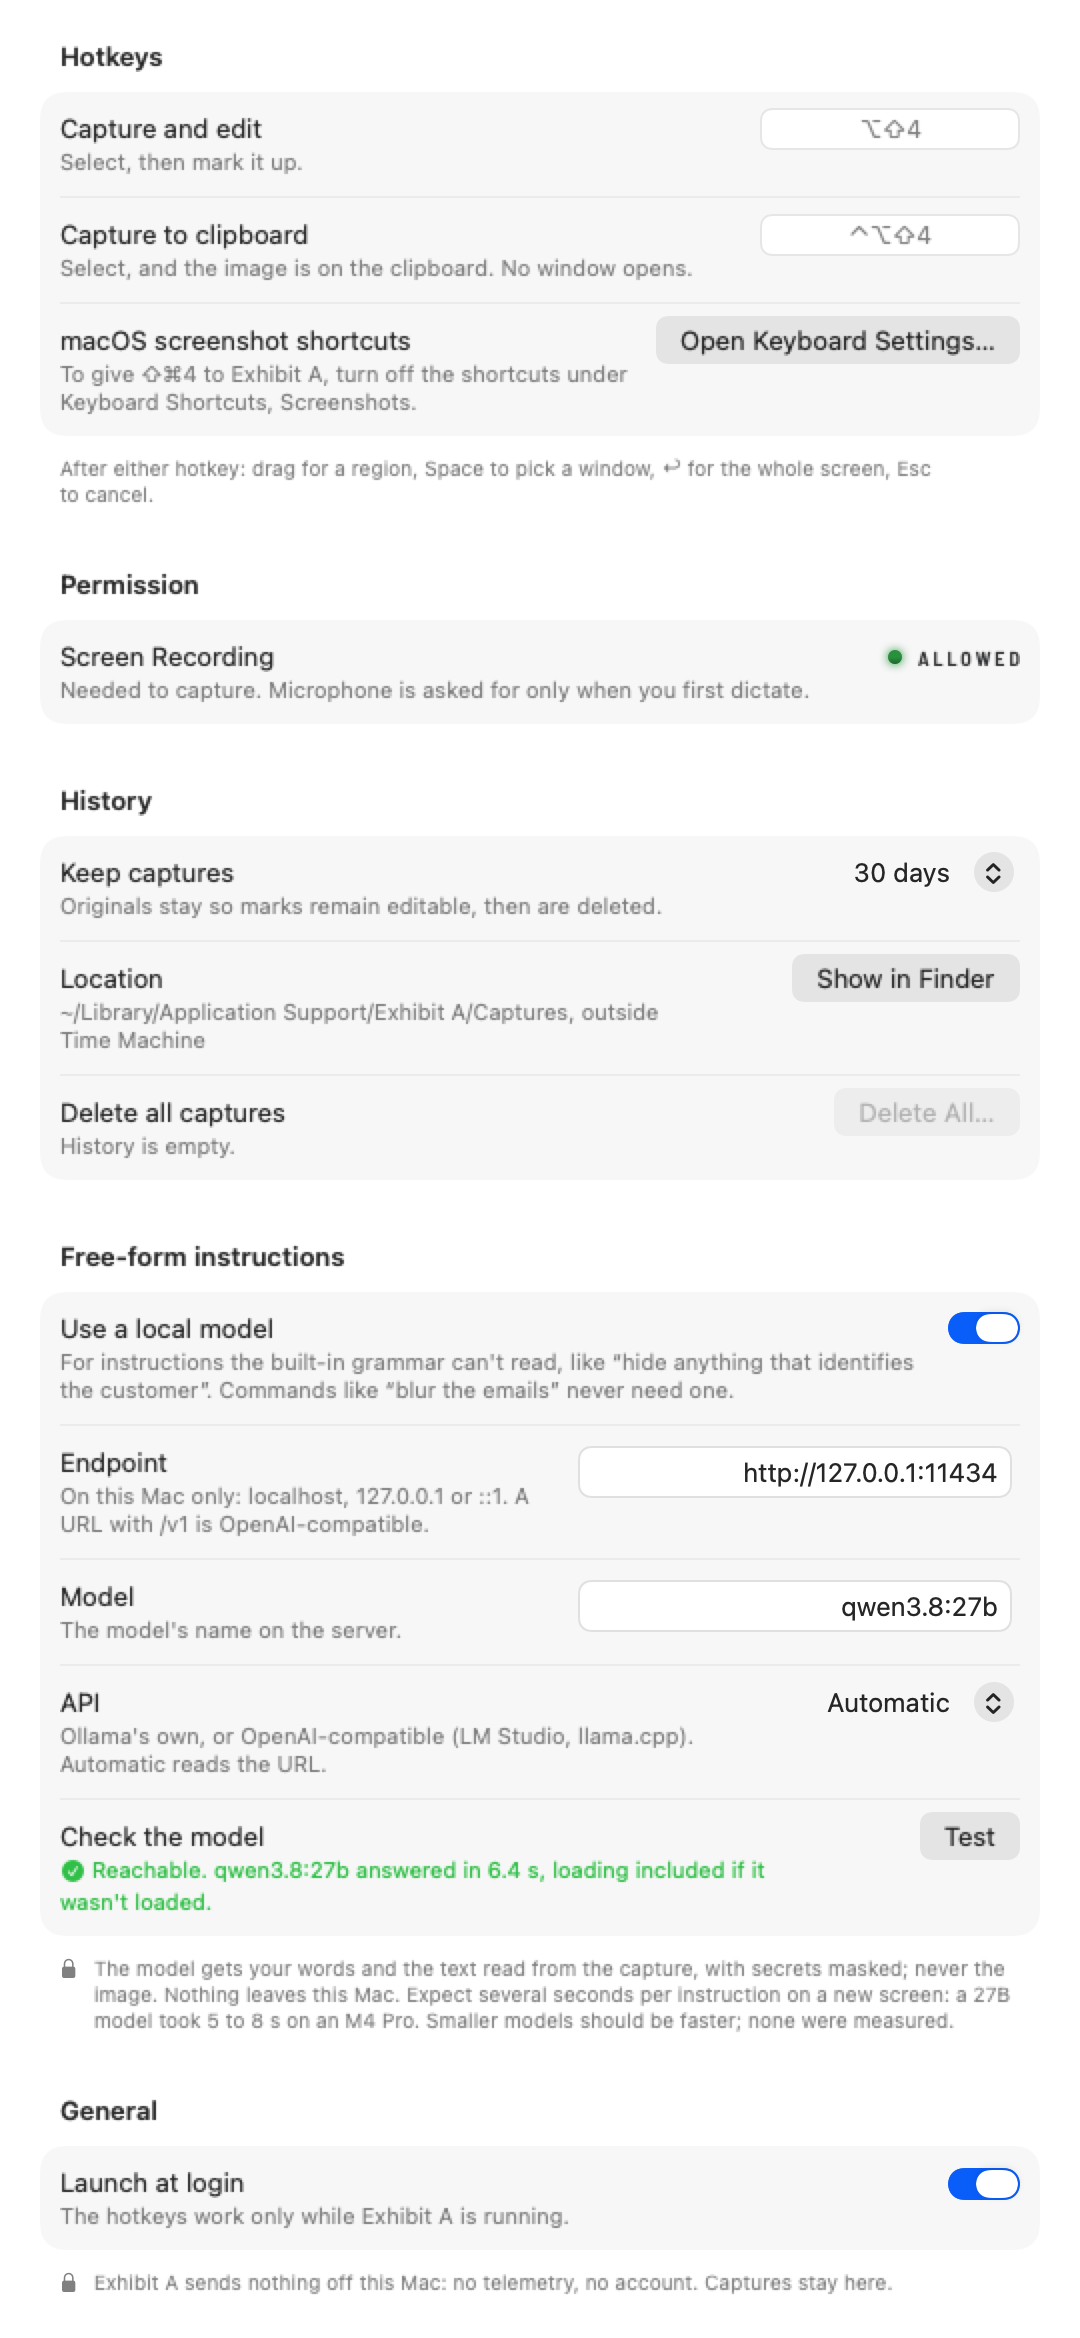 Hotkeys
Capture and edit
⌥⇧4
Select, then mark it up.
Capture to clipboard
^⌥⇧4
Select, and the image is on the clipboard. No window opens.
macOS screenshot shortcuts
Open Keyboard Settings...
To give ⇧⌘4 to Exhibit A, turn off the shortcuts under
Keyboard Shortcuts, Screenshots.
After either hotkey: drag for a region, Space to pick a window, ↩ for the whole screen, Esc
to cancel.
Permission
Screen Recording
ALLOWED
Needed to capture. Microphone is asked for only when you first dictate.
History
Keep captures
30 days
Originals stay so marks remain editable, then are deleted.
Location
Show in Finder
~/Library/Application Support/Exhibit A/Captures, outside
Time Machine
Delete all captures
Delete All...
History is empty.
Free-form instructions
Use a local model
For instructions the built-in grammar can't read, like “hide anything that identifies
the customer”. Commands like “blur the emails” never need one.
Endpoint
http://127.0.0.1:11434
On this Mac only: localhost, 127.0.0.1 or ::1. A
URL with /v1 is OpenAI-compatible.
Model
qwen3.8:27b
The model's name on the server.
API
Automatic
Ollama's own, or OpenAI-compatible (LM Studio, llama.cpp).
Automatic reads the URL.
Check the model
Test
Reachable. qwen3.8:27b answered in 6.4 s, loading included if it
wasn't loaded.
The model gets your words and the text read from the capture, with secrets masked; never the
image. Nothing leaves this Mac. Expect several seconds per instruction on a new screen: a 27B
model took 5 to 8 s on an M4 Pro. Smaller models should be faster; none were measured.
General
Launch at login
The hotkeys work only while Exhibit A is running.
Exhibit A sends nothing off this Mac: no telemetry, no account. Captures stay here.